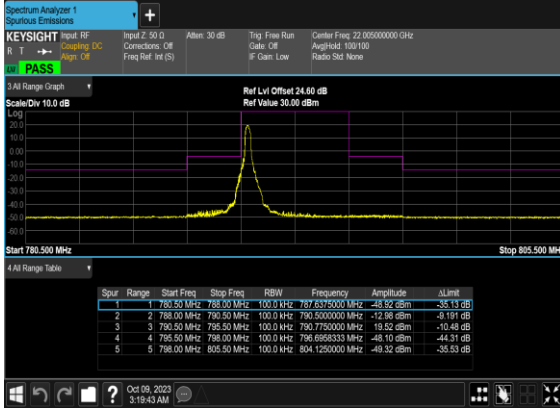 Spectrum Analyzer 1
Spurious Emissions
KEYSIGHT Input: RF Input Z: 50 Ω Atten: 30 dB Trig: Free Run Center Freq: 22.005000000 GHz
R T Coupling: DC Corrections: Off Gate: Off Avg|Hold: 100/100
Align: Off Freq Ref: Int (S) IF Gain: Low Radio Std: None
PASS
3 All Range Graph
Ref Lvl Offset 24.60 dB
Scale/Div 10.0 dB Ref Value 30.00 dBm
Log
20.0
10.0
0.00
-10.0
-20.0
-30.0
-40.0
-50.0
-60.0
Start 780.500 MHz Stop 805.500 MH
4 All Range Table
Spur Range Start Freq Stop Freq RBW Frequency Amplitude ΔLimit
1 1 780.50 MHz 788.00 MHz 100.0 kHz 787.6375000 MHz -48.92 dBm -35.13 dB
2 2 788.00 MHz 790.50 MHz 100.0 kHz 790.5000000 MHz -12.98 dBm -9.191 dB
3 3 790.50 MHz 795.50 MHz 100.0 kHz 790.7750000 MHz 19.52 dBm -10.48 dB
4 4 795.50 MHz 798.00 MHz 100.0 kHz 796.6958333 MHz -48.10 dBm -44.31 dB
5 5 798.00 MHz 805.50 MHz 100.0 kHz 804.1250000 MHz -49.32 dBm -35.53 dB
? Oct 09, 2023
3:19:43 AM